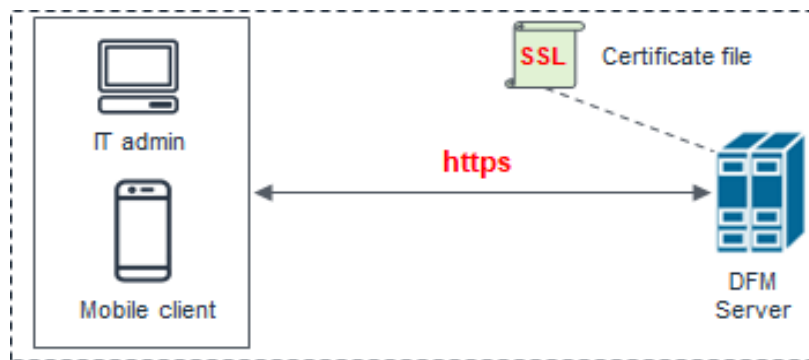 SSL
Certificate file
IT admin
https
Mobile client
DFM
Server